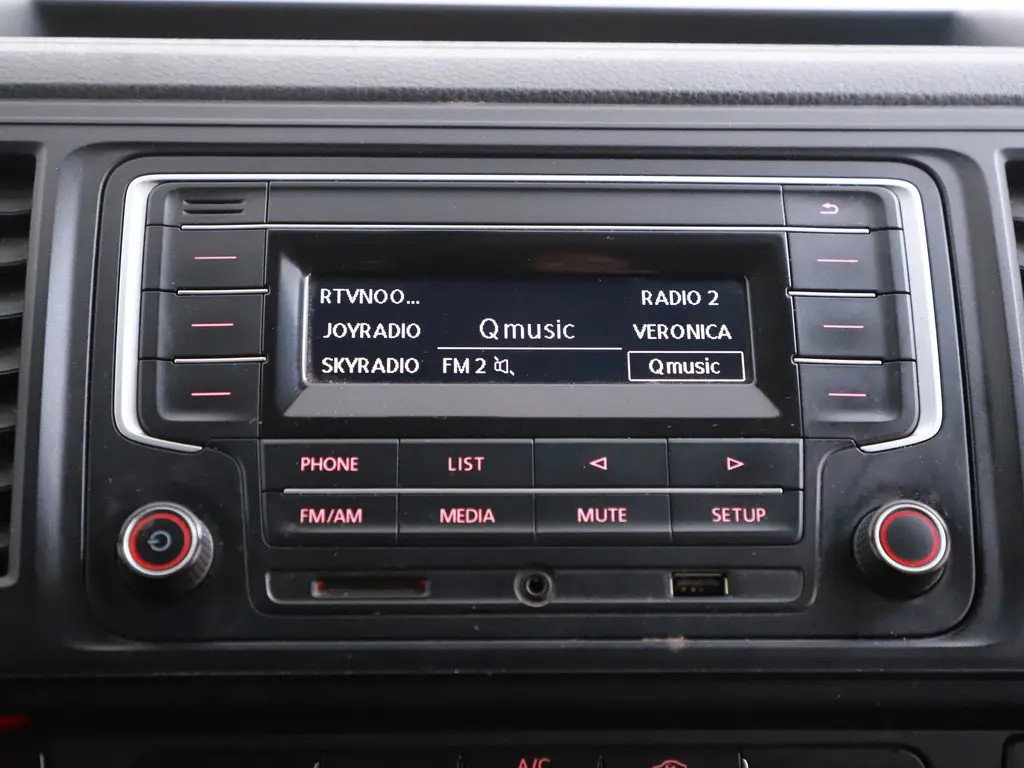 RTVNOO... RADIO 2
JOYRADIO Qmusic VERONICA
SKYRADIO FM 2 Qmusic
PHONE LIST
FM/AM MEDIA MUTE SETUP
A/C